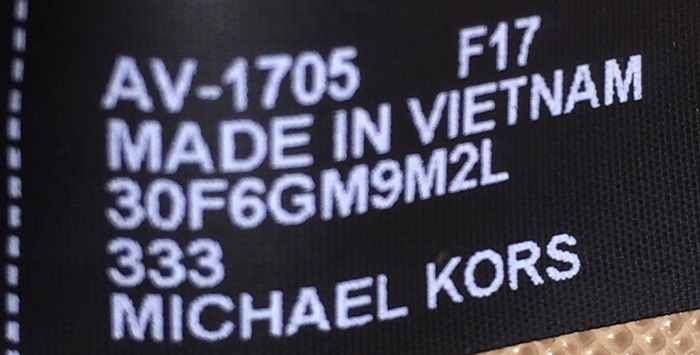 AV-1705 F17
MADE IN VIETNAM
30F6GM9M2L
333
MICHAEL KORS